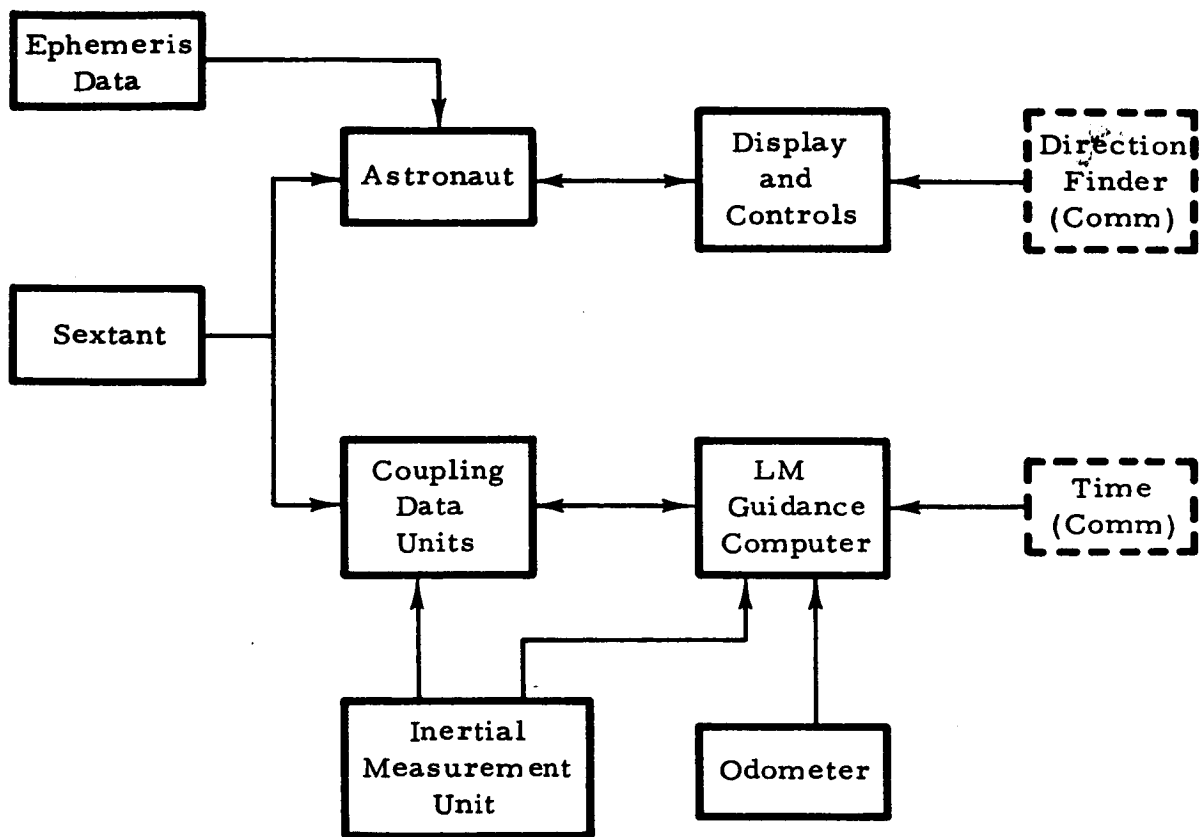 Ephemeris
Data
Astronaut
Display
and
Controls
Direction
Finder
(Comm)
Sextant
Coupling
Data
Units
LM
Guidance
Computer
Time
(Comm)
Inertial
Measurement
Unit
Odometer